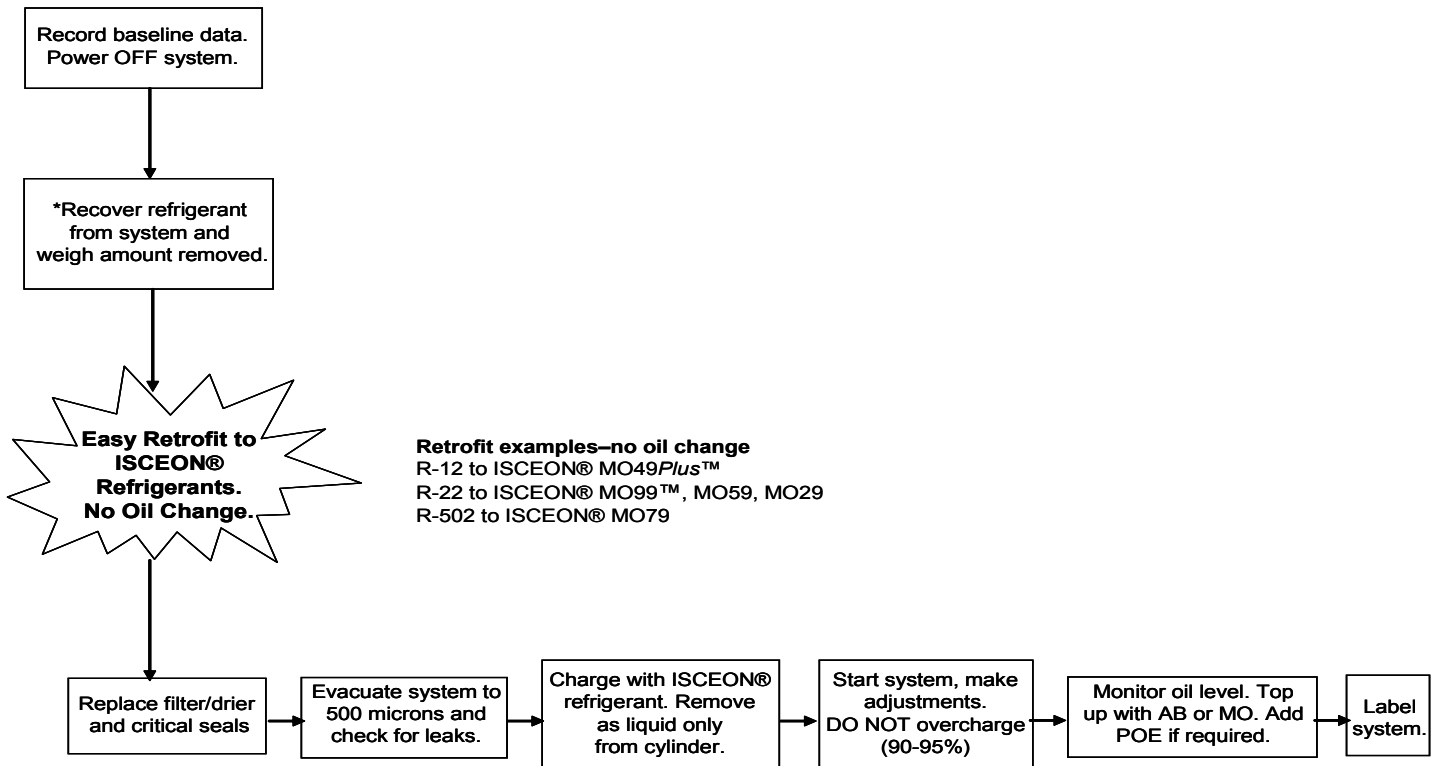 Record baseline data.
Power OFF system.
*Recover refrigerant
from system and
weigh amount removed.
Easy Retrofit to
ISCEON®
Refrigerants.
No Oil Change.
Retrofit examples–no oil change
R-12 to ISCEON® MO49Plus™
R-22 to ISCEON® MO99™, MO59, MO29
R-502 to ISCEON® MO79
Replace filter/drier
and critical seals
Evacuate system to
500 microns and
check for leaks.
Charge with ISCEON®
refrigerant. Remove
as liquid only
from cylinder.
Start system, make
adjustments.
DO NOT overcharge
(90-95%)
Monitor oil level. Top
up with AB or MO. Add
POE if required.
Label
system.